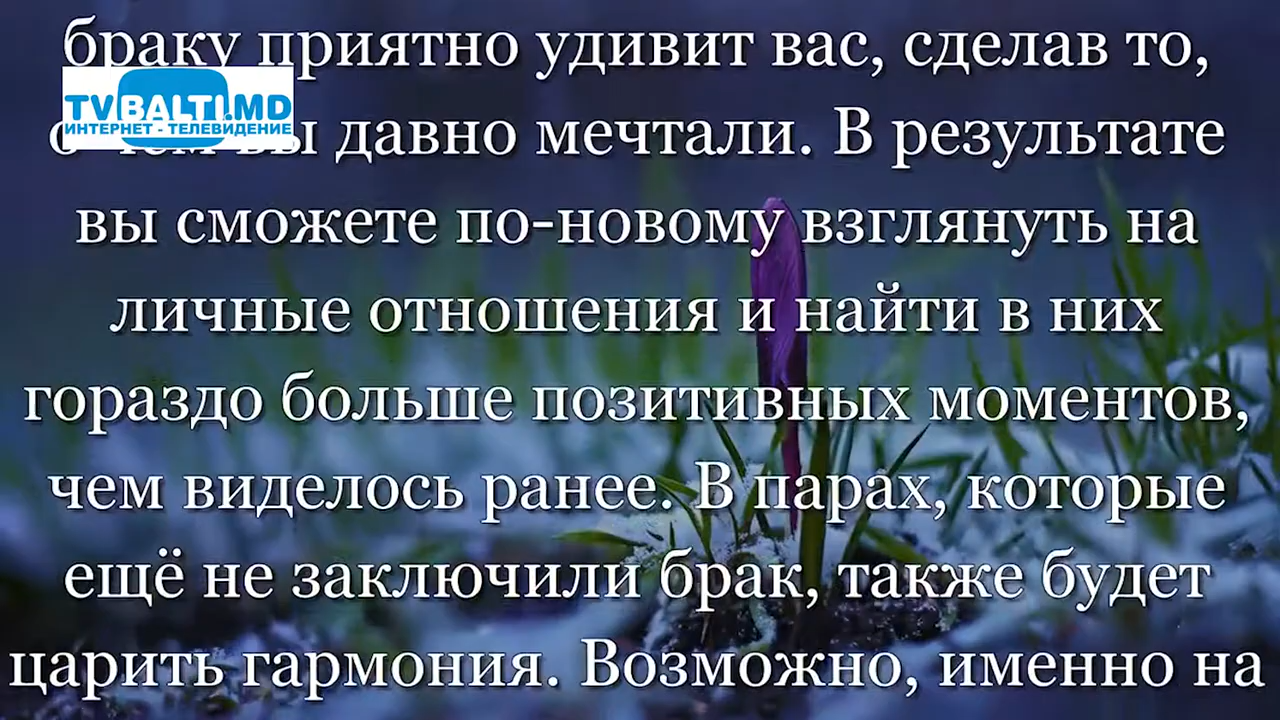 браку приятно удивит вас, сделав то,
TVBALTI.MD
ИНТЕРНЕТ - ТЕЛЕВИДЕНИЕ
о чем вы давно мечтали. В результате
вы сможете по-новому взглянуть на
личные отношения и найти в них
гораздо больше позитивных моментов,
чем виделось ранее. В парах, которые
ещё не заключили брак, также будет
царить гармония. Возможно, именно на